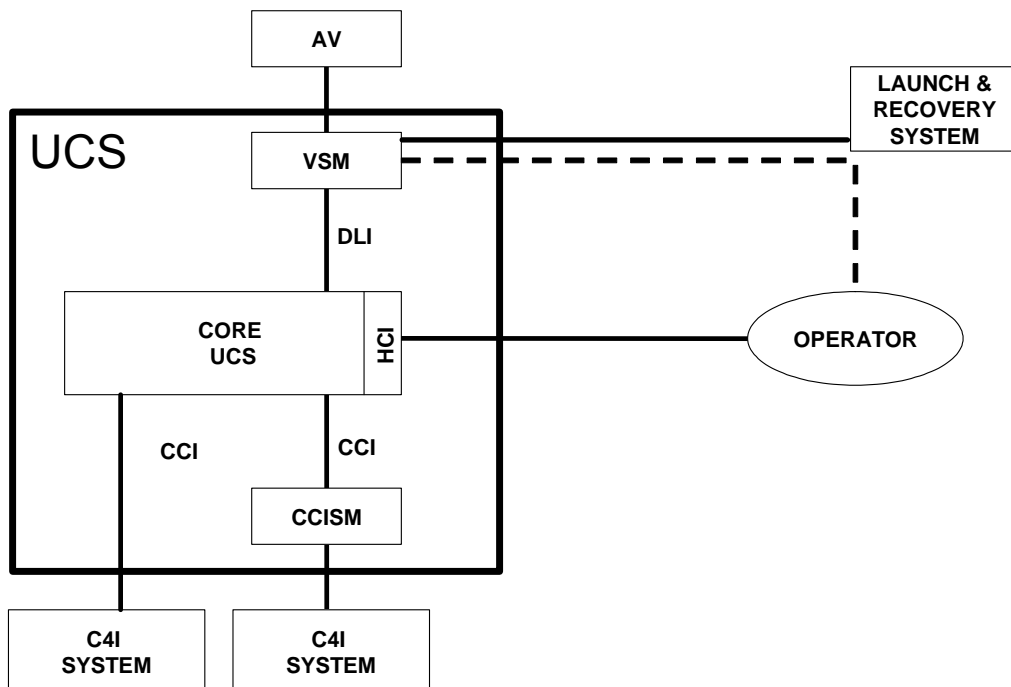 AV
LAUNCH &
RECOVERY
SYSTEM
UCS
VSM
DLI
CORE
UCS
HCI
OPERATOR
CCI
CCI
CCISM
C4I
SYSTEM
C4I
SYSTEM